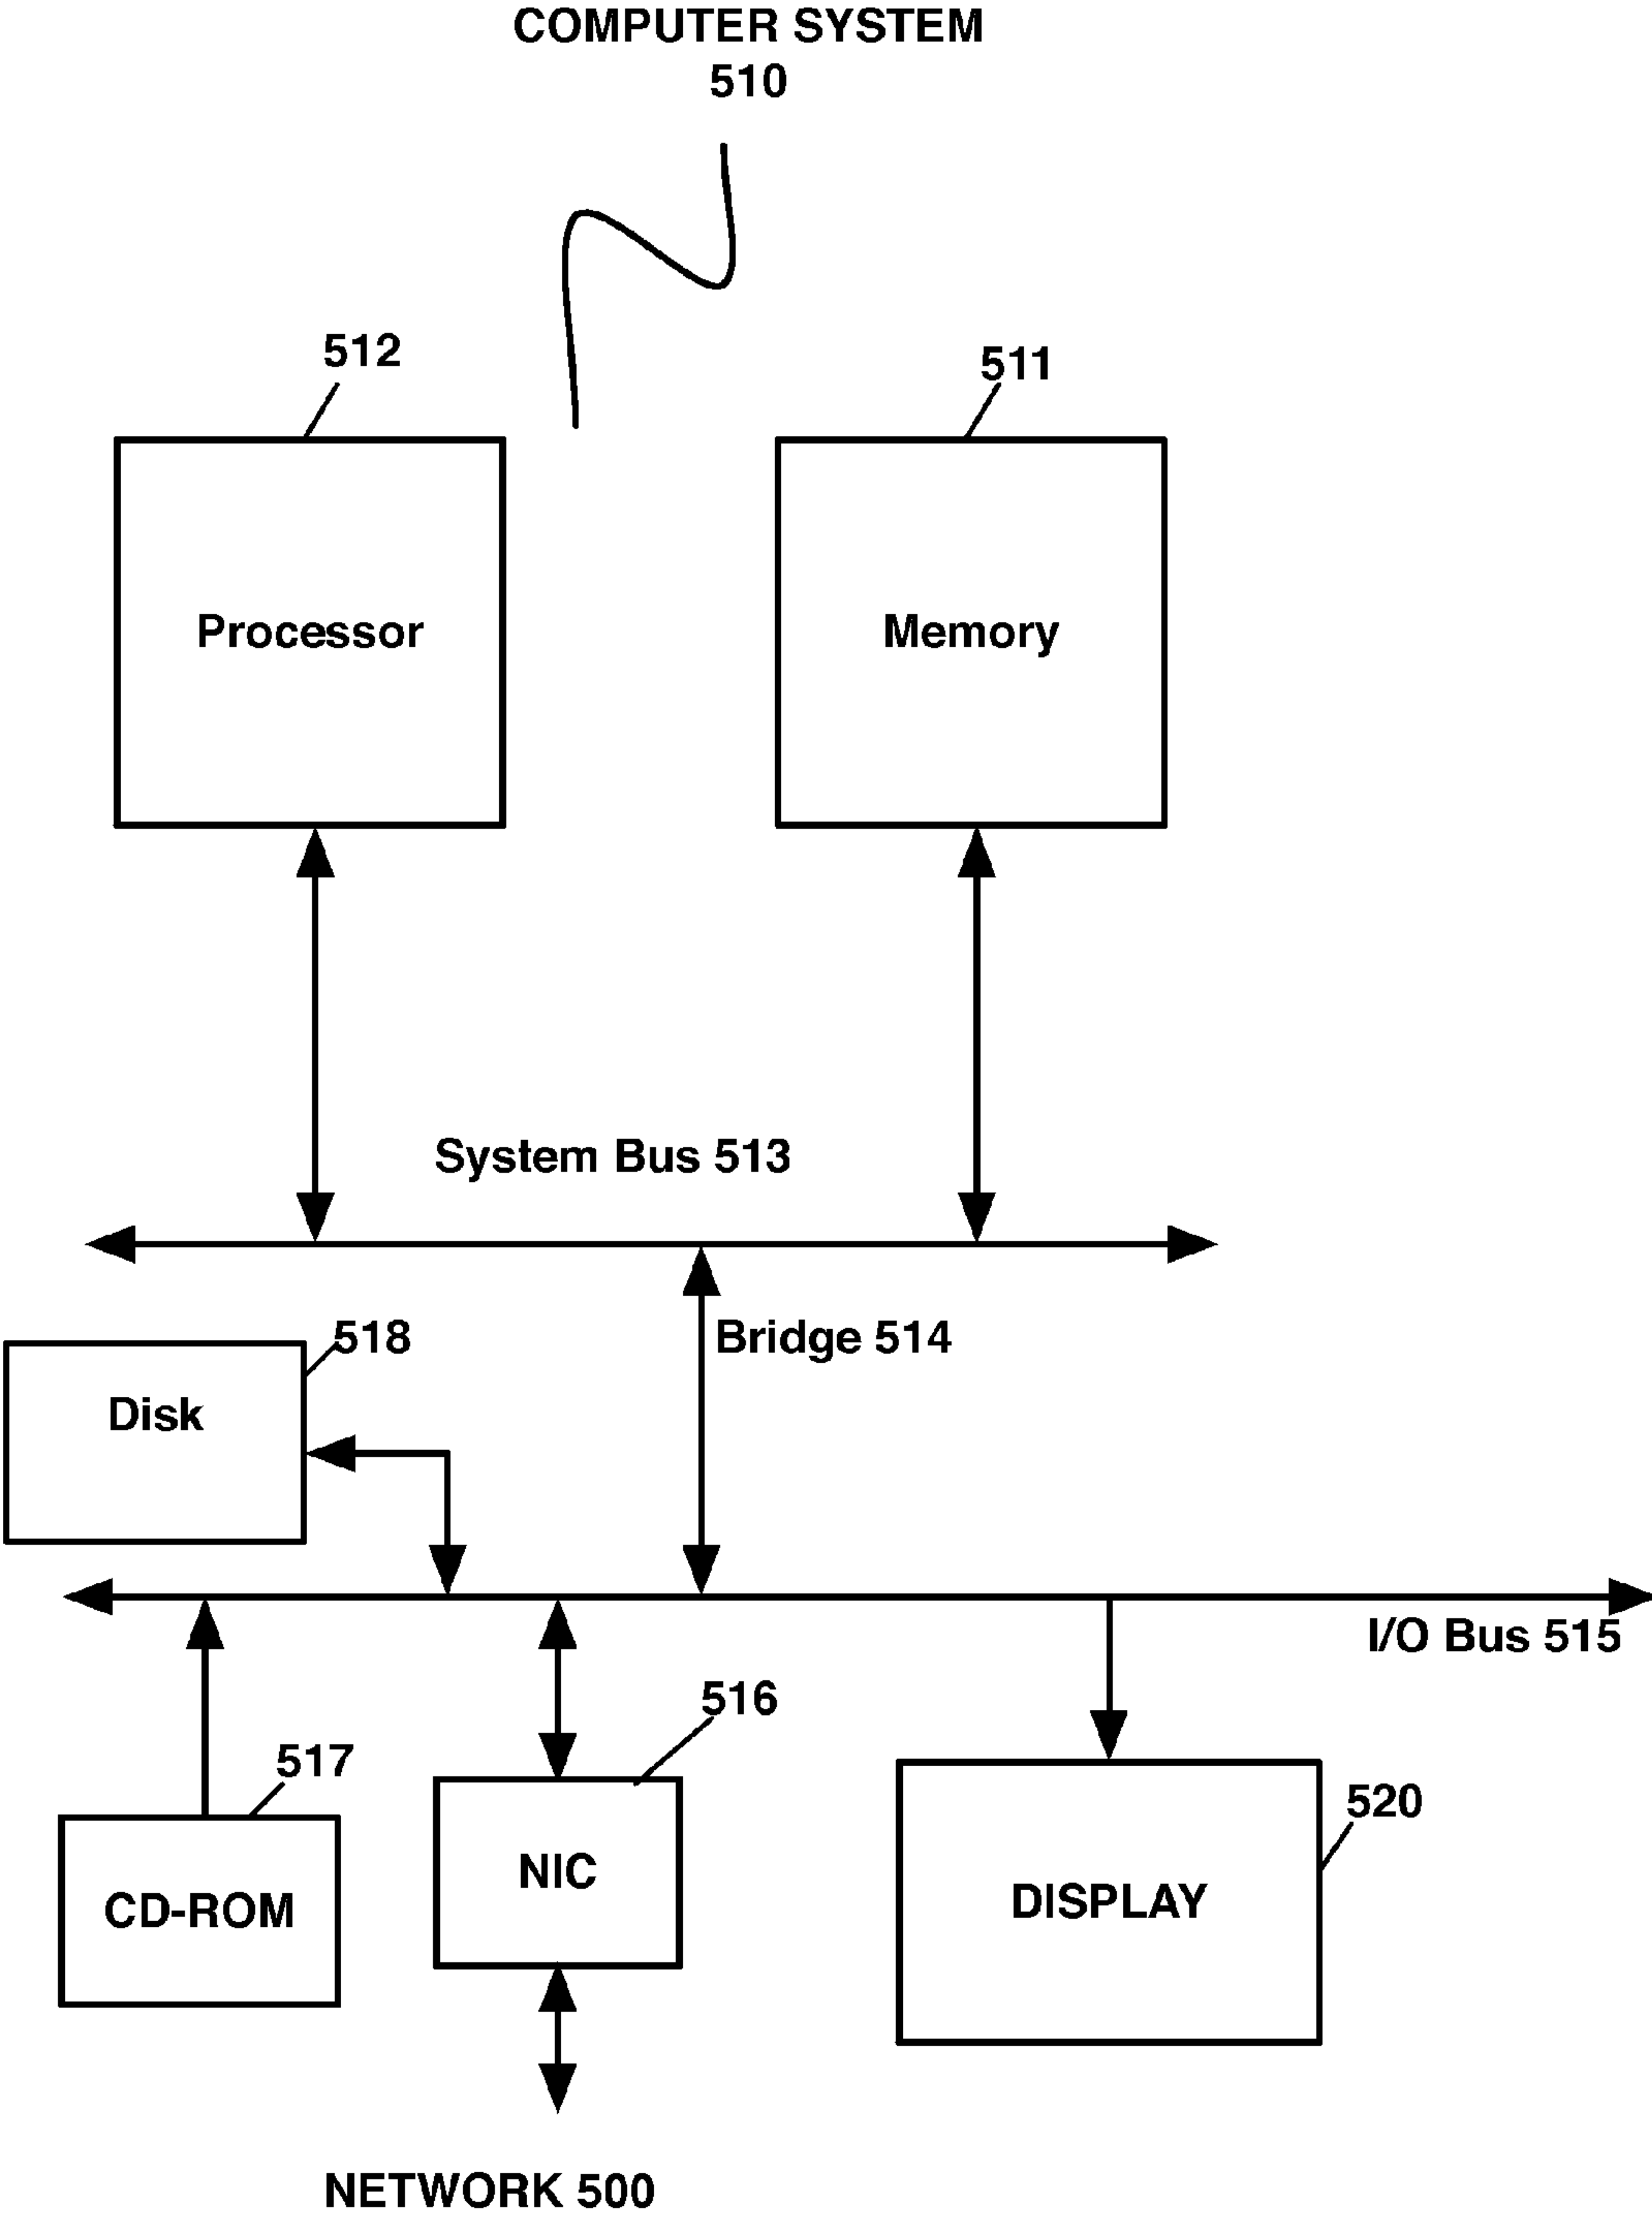 COMPUTER SYSTEM
510
512
511
Processor
Memory
System Bus 513
518
Bridge 514
Disk
I/O Bus 515
516
517
520
NIC
DISPLAY
CD-ROM
NETWORK 500